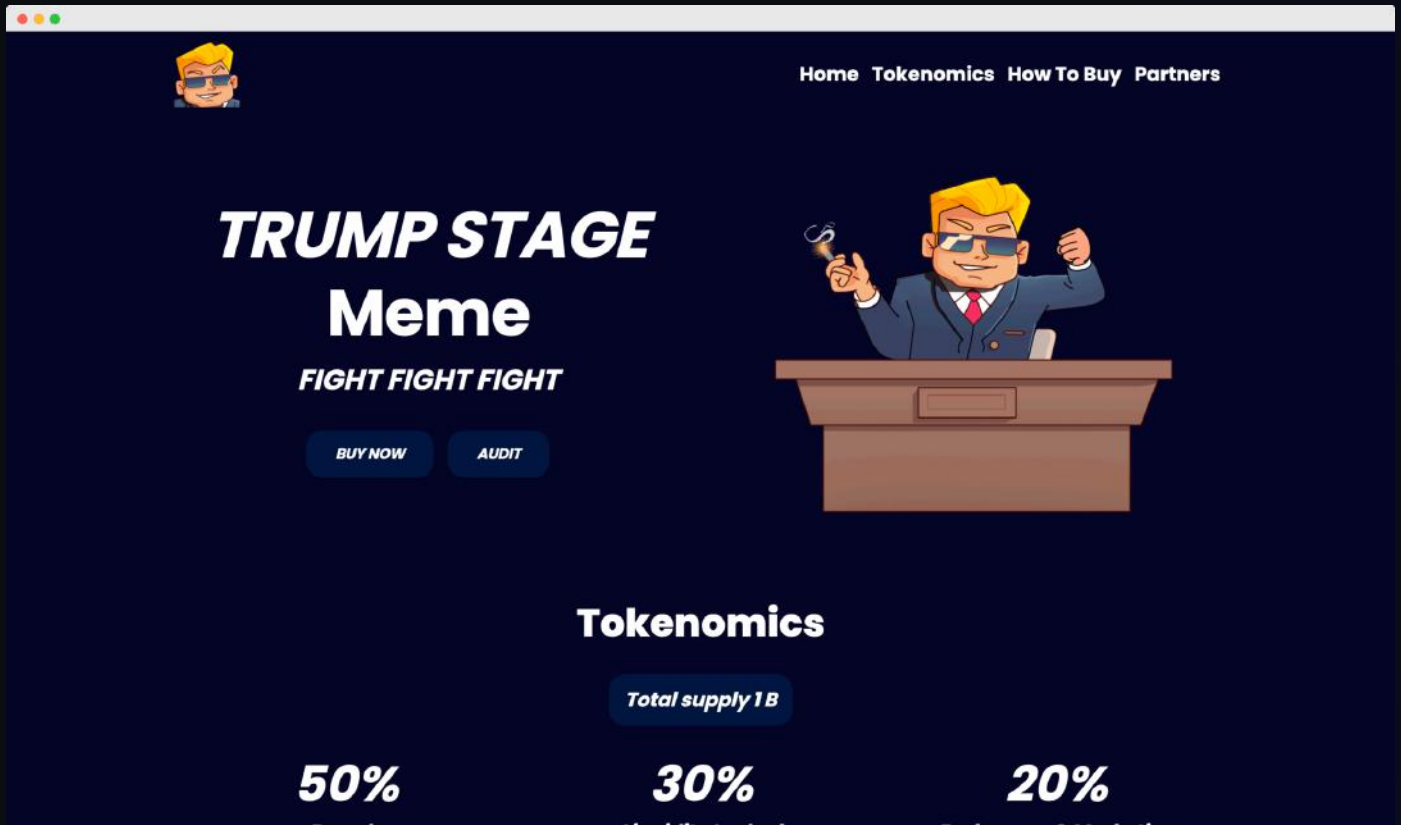 Home Tokenomics How To Buy Partners
TRUMP STAGE
Meme
FIGHT FIGHT FIGHT
BUY NOW AUDIT
Tokenomics
Total supply 1 B
50% 30% 20%